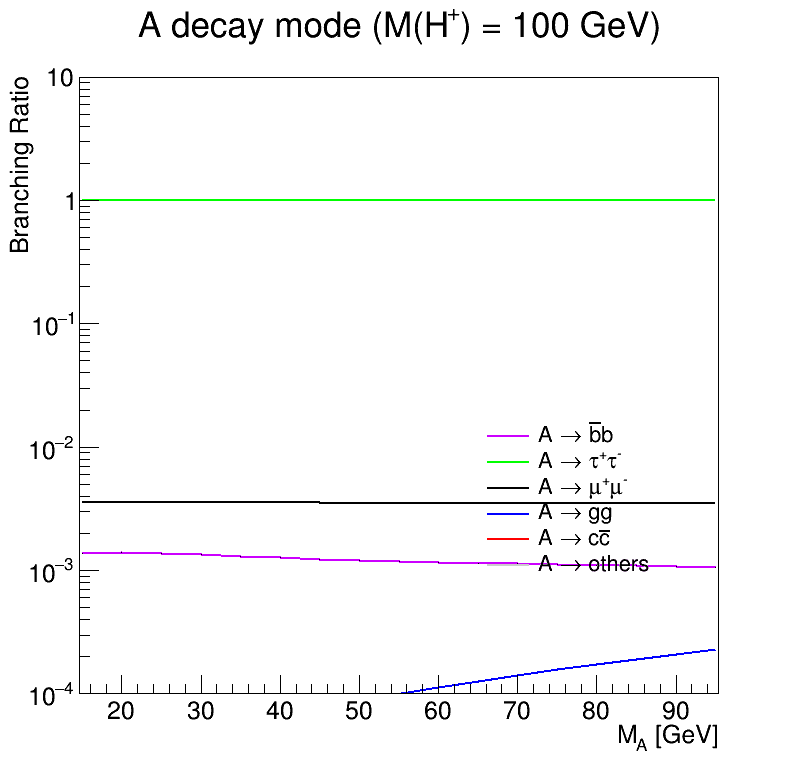 A decay mode (M(H⁺) = 100 GeV)
Branching Ratio
10
1
10⁻¹
10⁻²
10⁻³
10⁻⁴
A → b̅b
A → τ⁺τ⁻
A → μ⁺μ⁻
A → gg
A → cc̅
A → others
20 30 40 50 60 70 80 90
M_A [GeV]